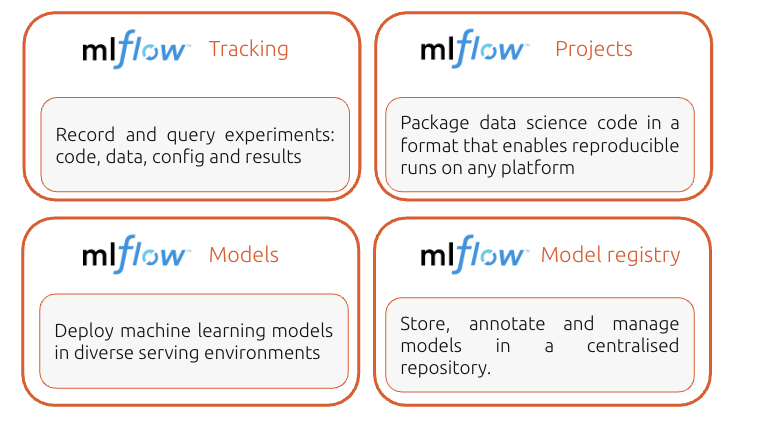 mlflow™ Tracking
Record and query experiments:
code, data, config and results
mlflow™ Projects
Package data science code in a
format that enables reproducible
runs on any platform
mlflow™ Models
Deploy machine learning models
in diverse serving environments
mlflow™ Model registry
Store, annotate and manage
models in a centralised
repository.